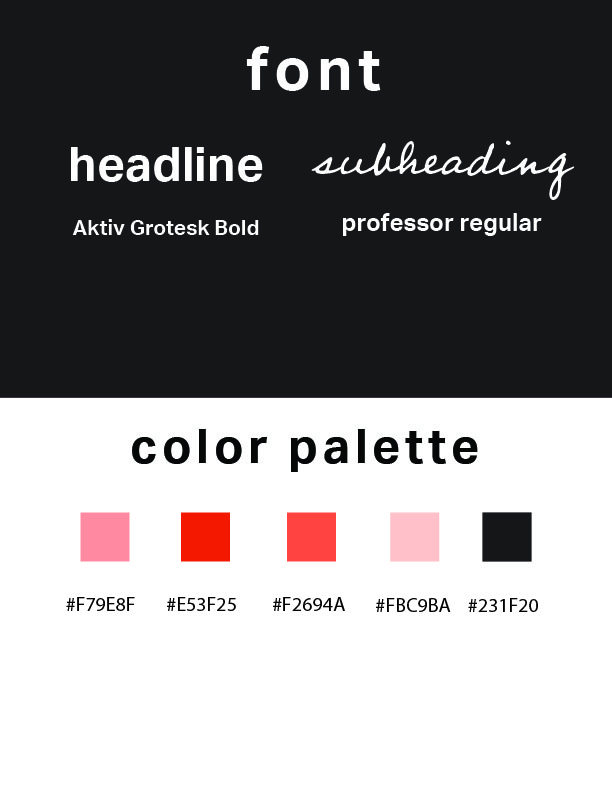 font
headline
subheading
Aktiv Grotesk Bold
professor regular
color palette
#F79E8F
#E53F25
#F2694A
#FBC9BA
#231F20